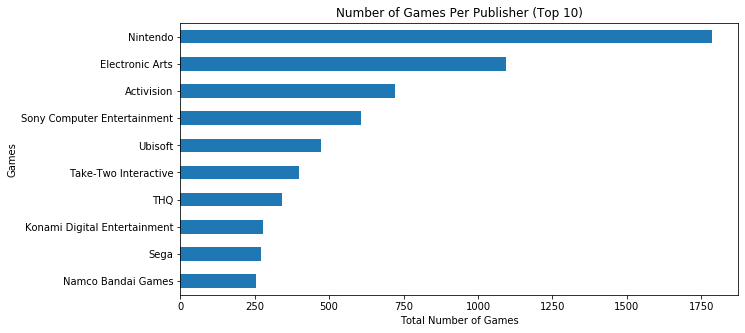 Number of Games Per Publisher (Top 10)
Nintendo
Electronic Arts
Activision
Sony Computer Entertainment
Ubisoft
Take-Two Interactive
THQ
Konami Digital Entertainment
Sega
Namco Bandai Games
Games
0 250 500 750 1000 1250 1500 1750
Total Number of Games